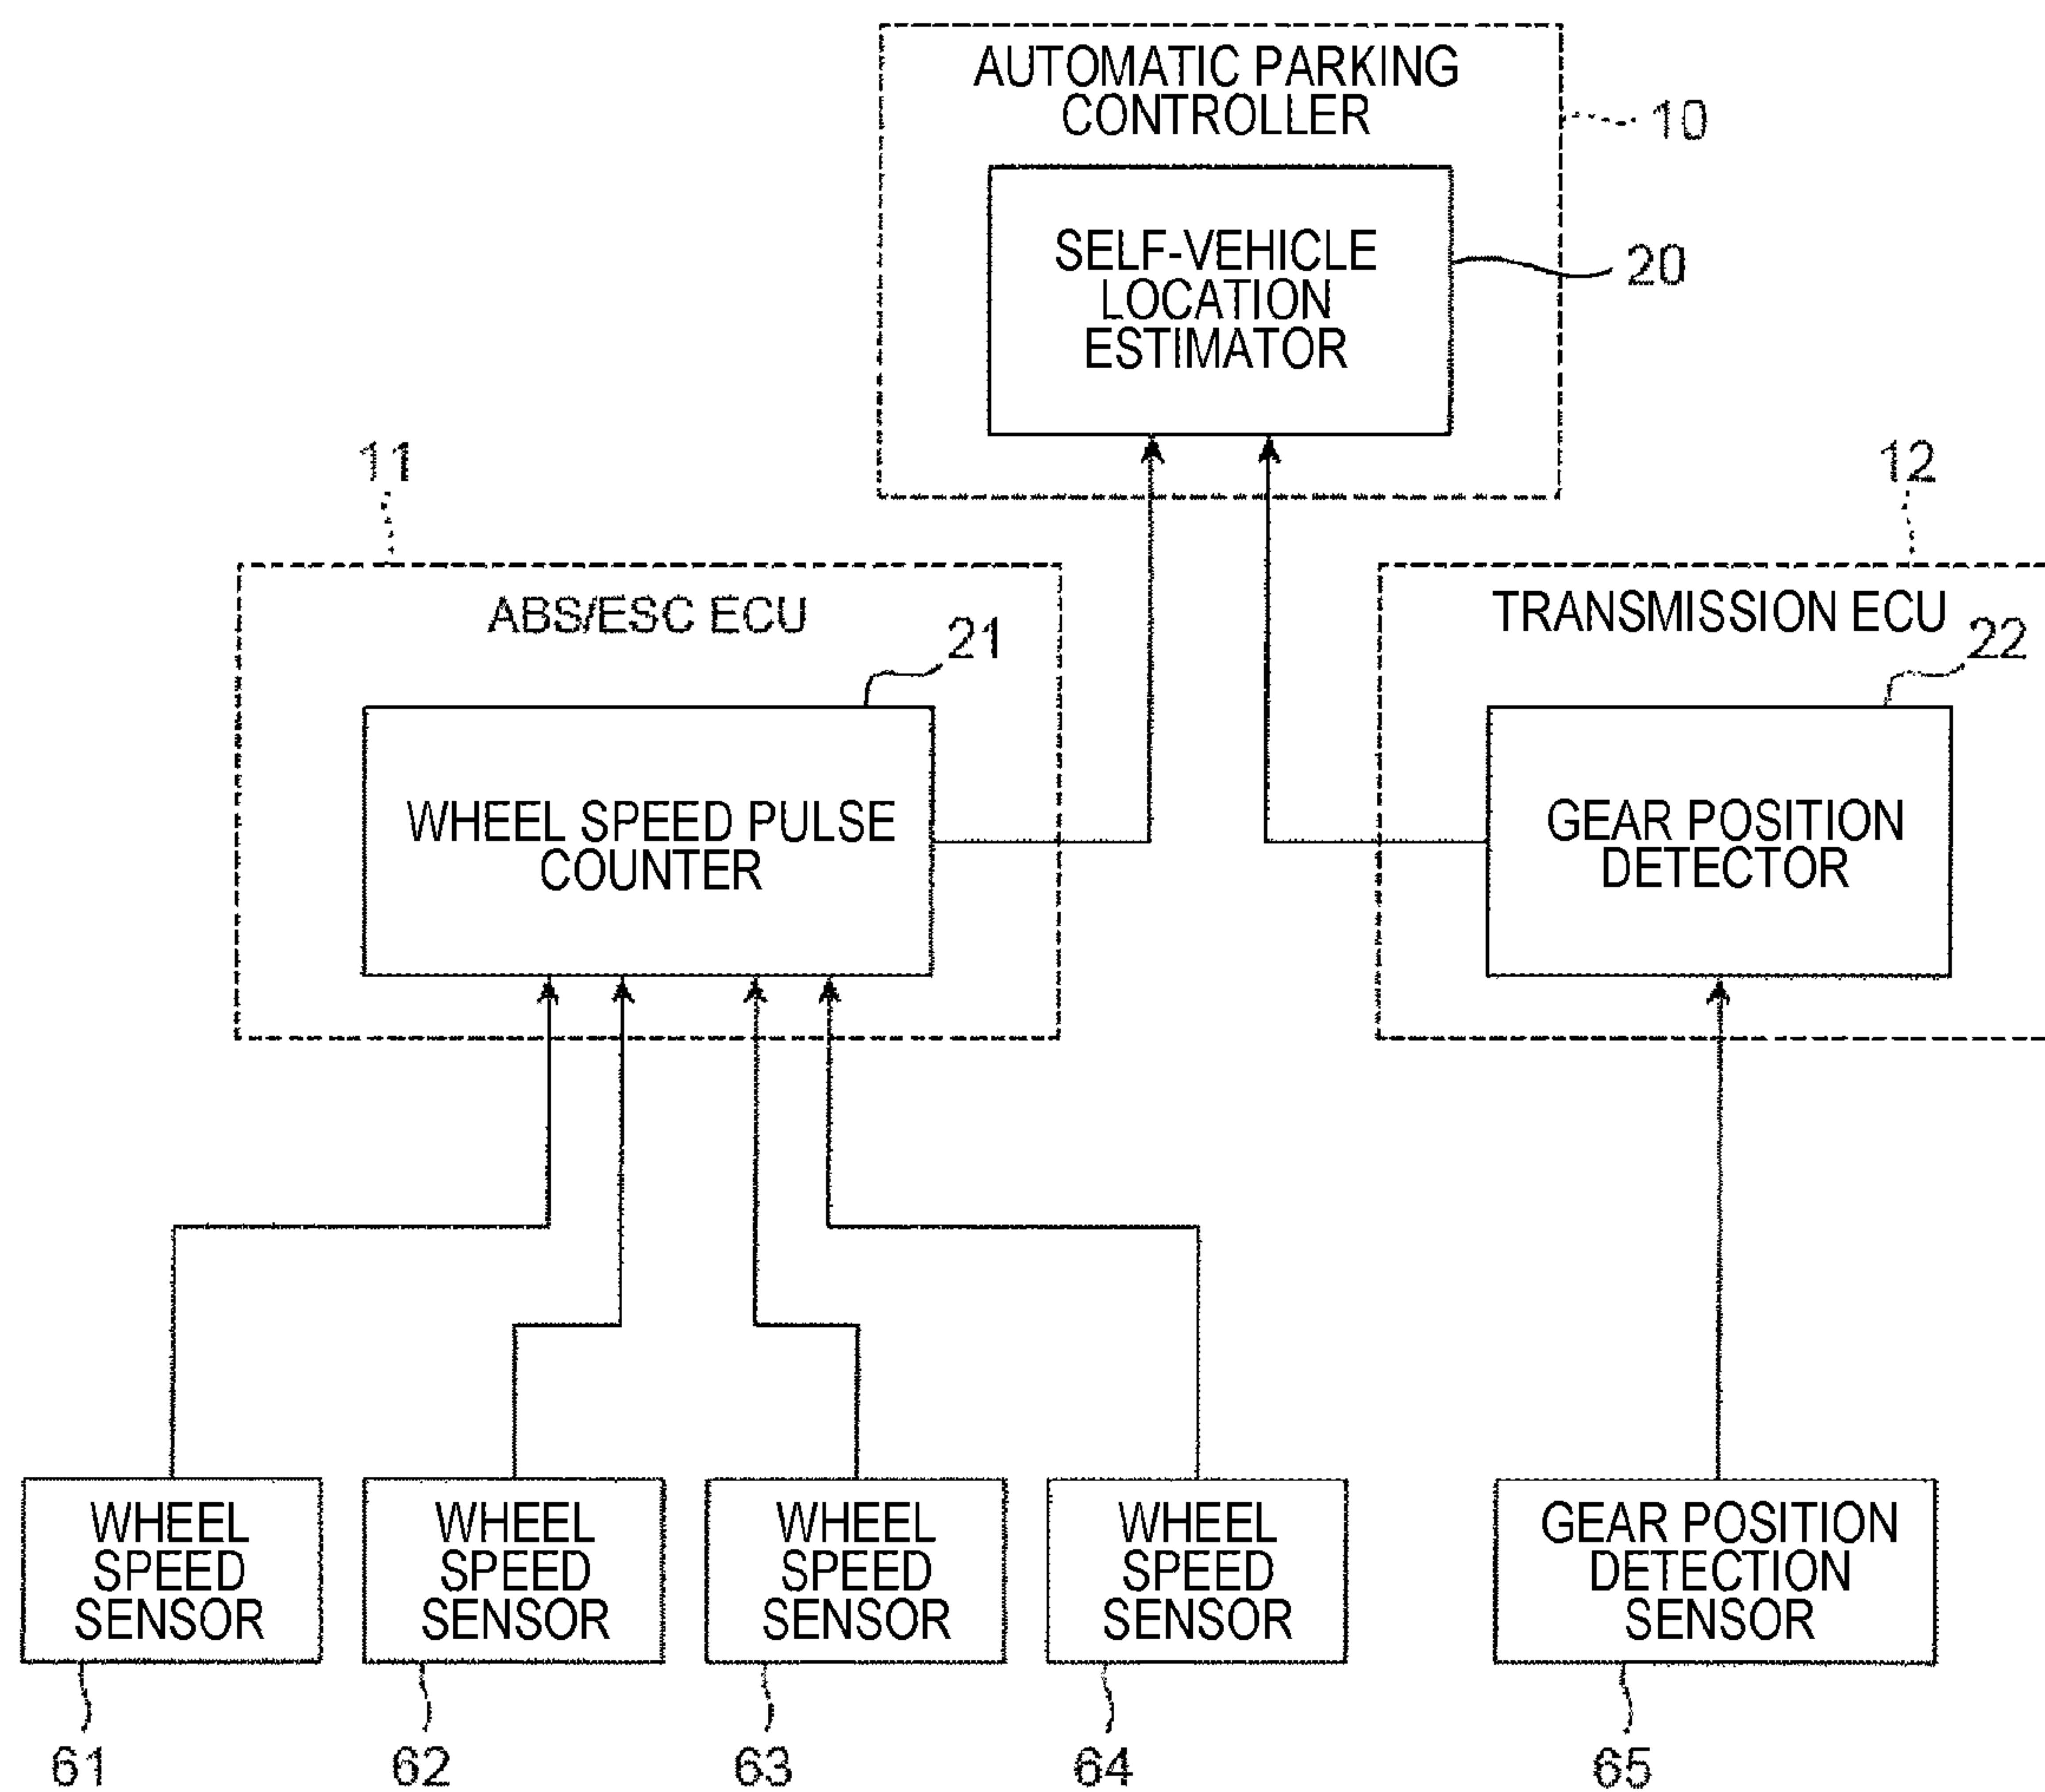 AUTOMATIC PARKING
CONTROLLER
10
SELF-VEHICLE
LOCATION
ESTIMATOR
20
11
12
ABS/ESC ECU
21
TRANSMISSION ECU
22
WHEEL SPEED PULSE
COUNTER
GEAR POSITION
DETECTOR
WHEEL
SPEED
SENSOR
WHEEL
SPEED
SENSOR
WHEEL
SPEED
SENSOR
WHEEL
SPEED
SENSOR
GEAR POSITION
DETECTION
SENSOR
61
62
63
64
65